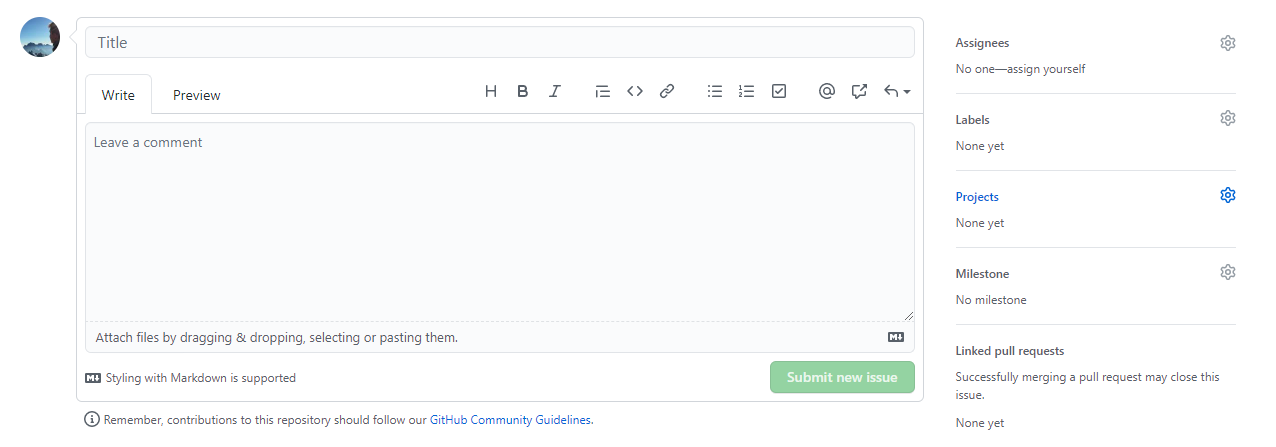 Title
Write Preview
Leave a comment
Attach files by dragging & dropping, selecting or pasting them.
Styling with Markdown is supported
Submit new issue
Remember, contributions to this repository should follow our GitHub Community Guidelines.
Assignees
No one—assign yourself
Labels
None yet
Projects
None yet
Milestone
No milestone
Linked pull requests
Successfully merging a pull request may close this
issue.
None yet